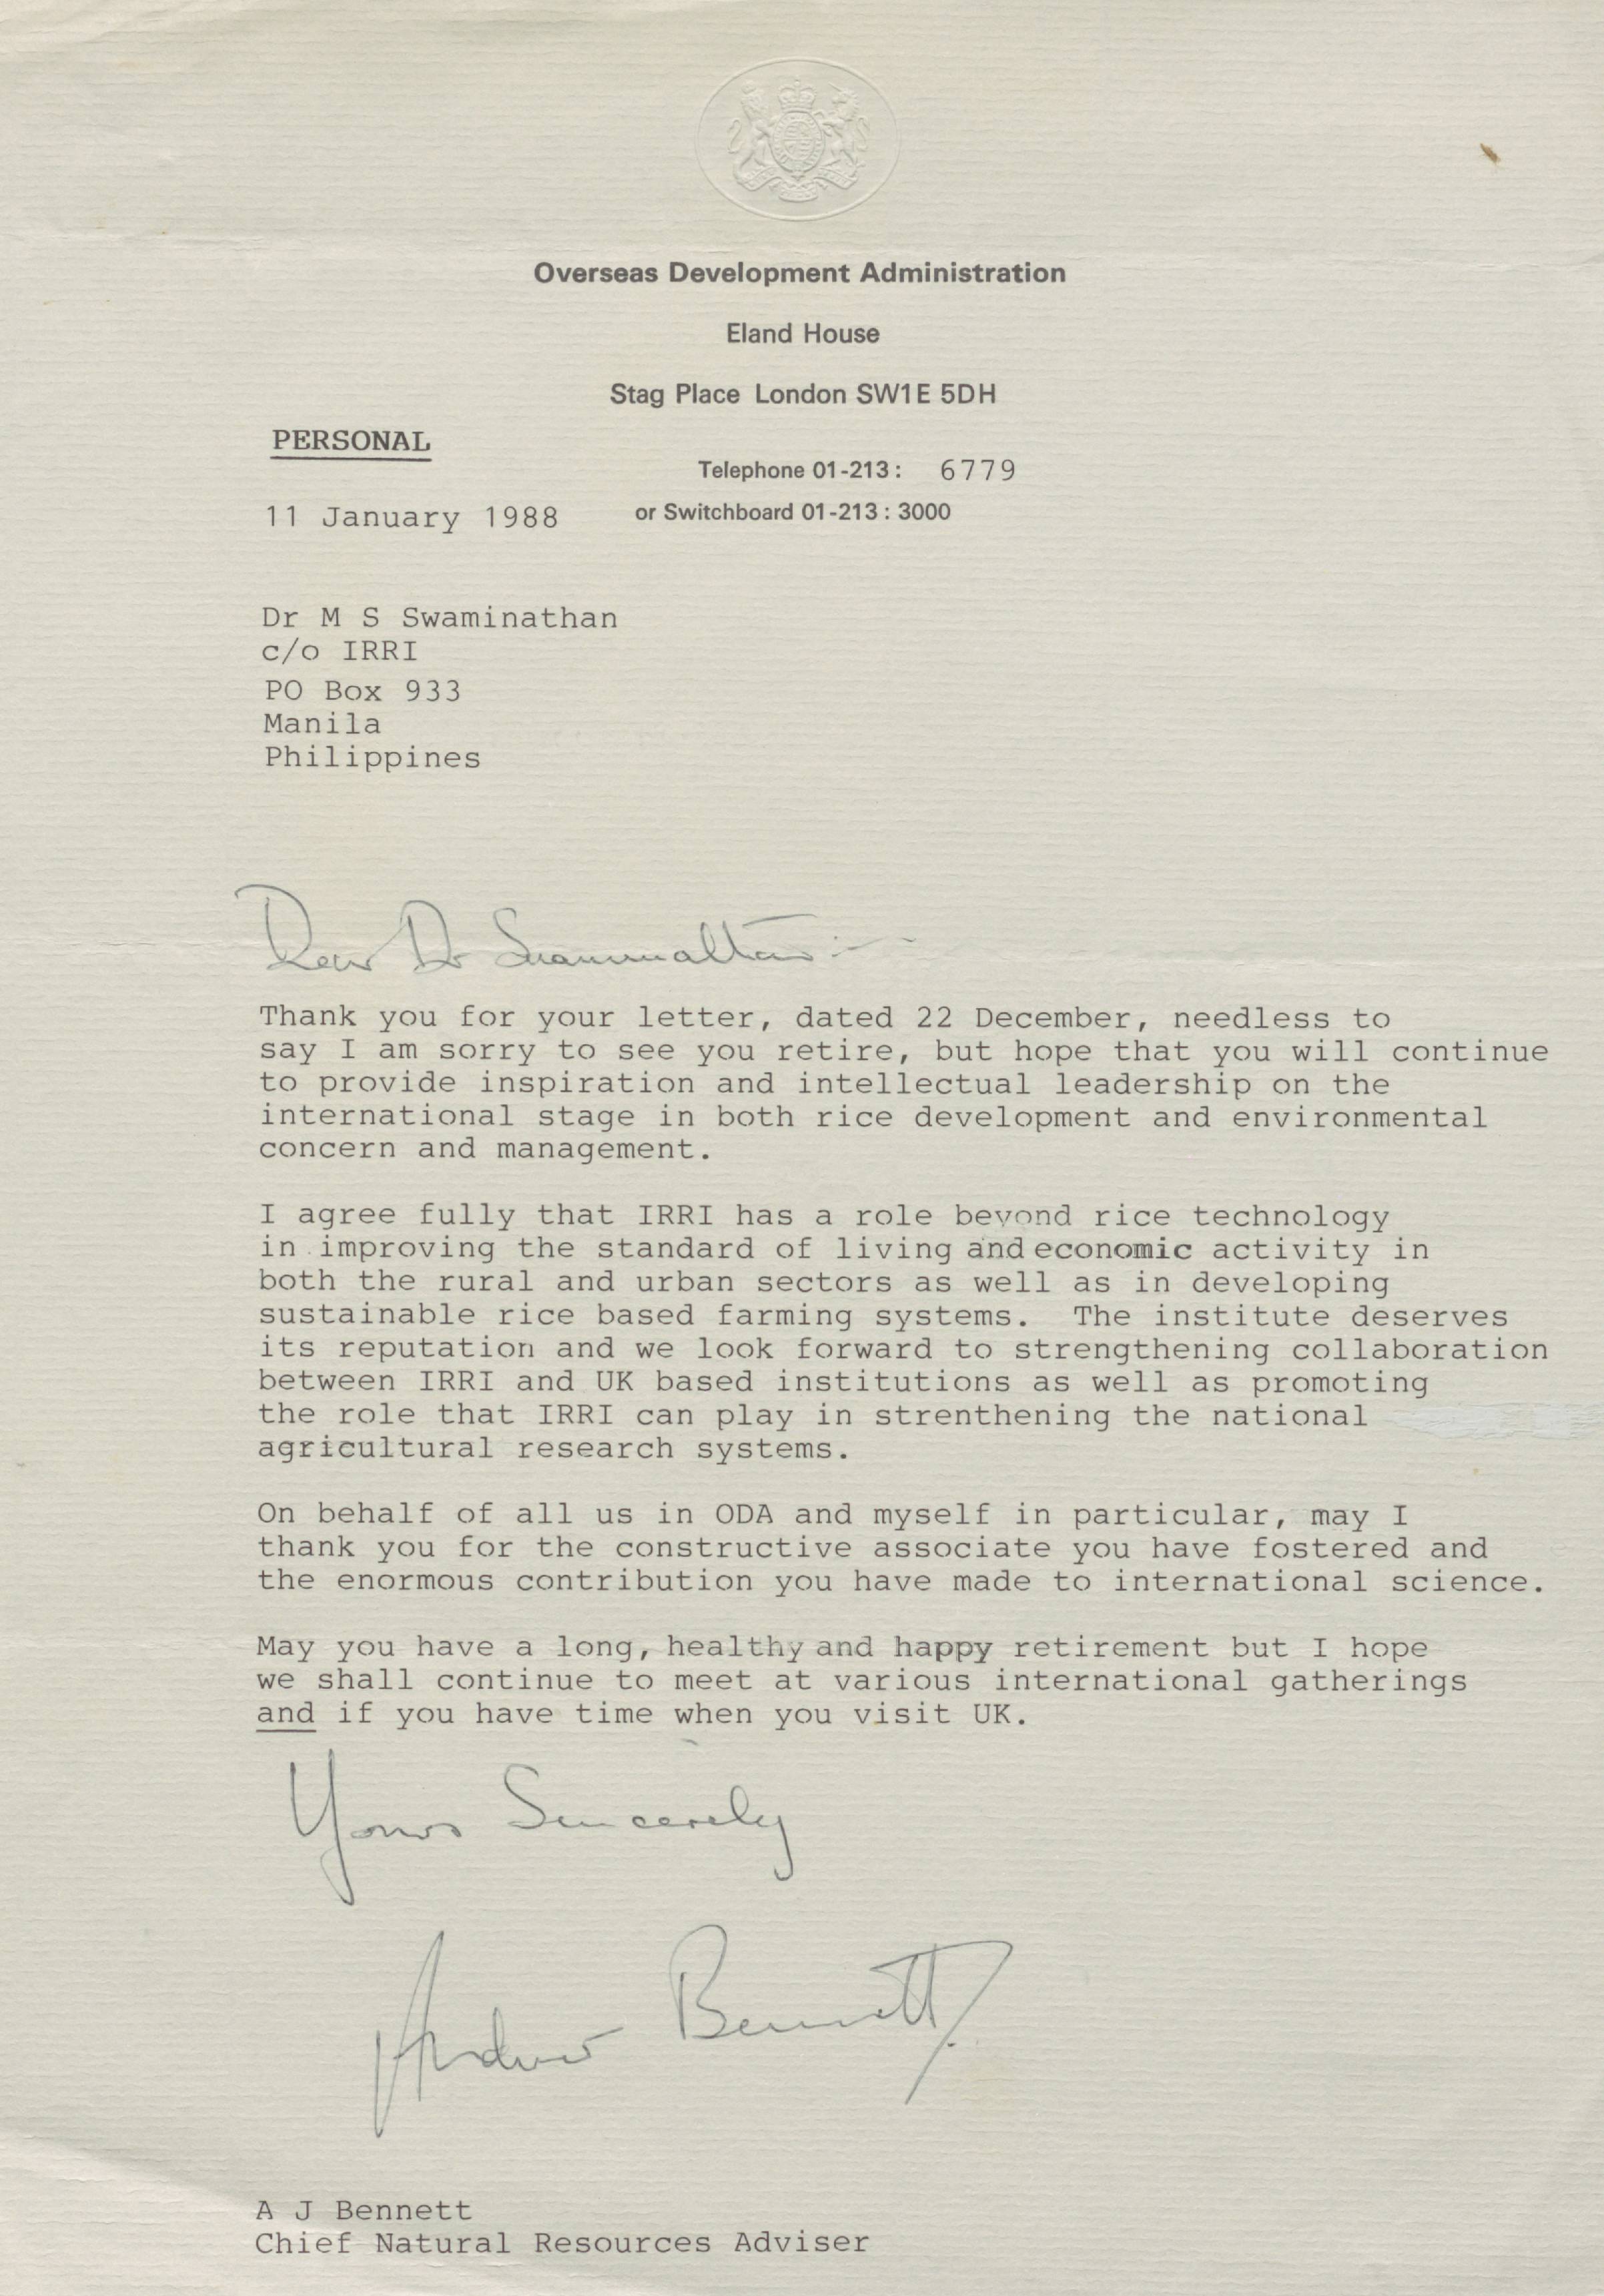 Overseas Development Administration
Eland House
Stag Place London SW1E 5DH
PERSONAL
Telephone 01-213: 6779
11 January 1988
or Switchboard 01-213: 3000
Dr M S Swaminathan
c/o IRRI
PO Box 933
Manila
Philippines
Dear Dr Swaminathan
Thank you for your letter, dated 22 December, needless to
say I am sorry to see you retire, but hope that you will continue
to provide inspiration and intellectual leadership on the
international stage in both rice development and environmental
concern and management.
I agree fully that IRRI has a role beyond rice technology
in improving the standard of living and economic activity in
both the rural and urban sectors as well as in developing
sustainable rice based farming systems. The institute deserves
its reputation and we look forward to strengthening collaboration
between IRRI and UK based institutions as well as promoting
the role that IRRI can play in strenthening the national
agricultural research systems.
On behalf of all us in ODA and myself in particular, may I
thank you for the constructive associate you have fostered and
the enormous contribution you have made to international science.
May you have a long, healthy and happy retirement but I hope
we shall continue to meet at various international gatherings
and if you have time when you visit UK.
Yours Sincerely
Andrew Bennett
A J Bennett
Chief Natural Resources Adviser